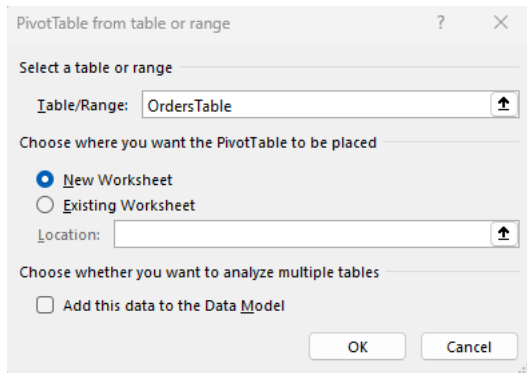 PivotTable from table or range ?
Select a table or range
Table/Range: OrdersTable
Choose where you want the PivotTable to be placed
New Worksheet
Existing Worksheet
Location:
Choose whether you want to analyze multiple tables
Add this data to the Data Model
OK Cancel